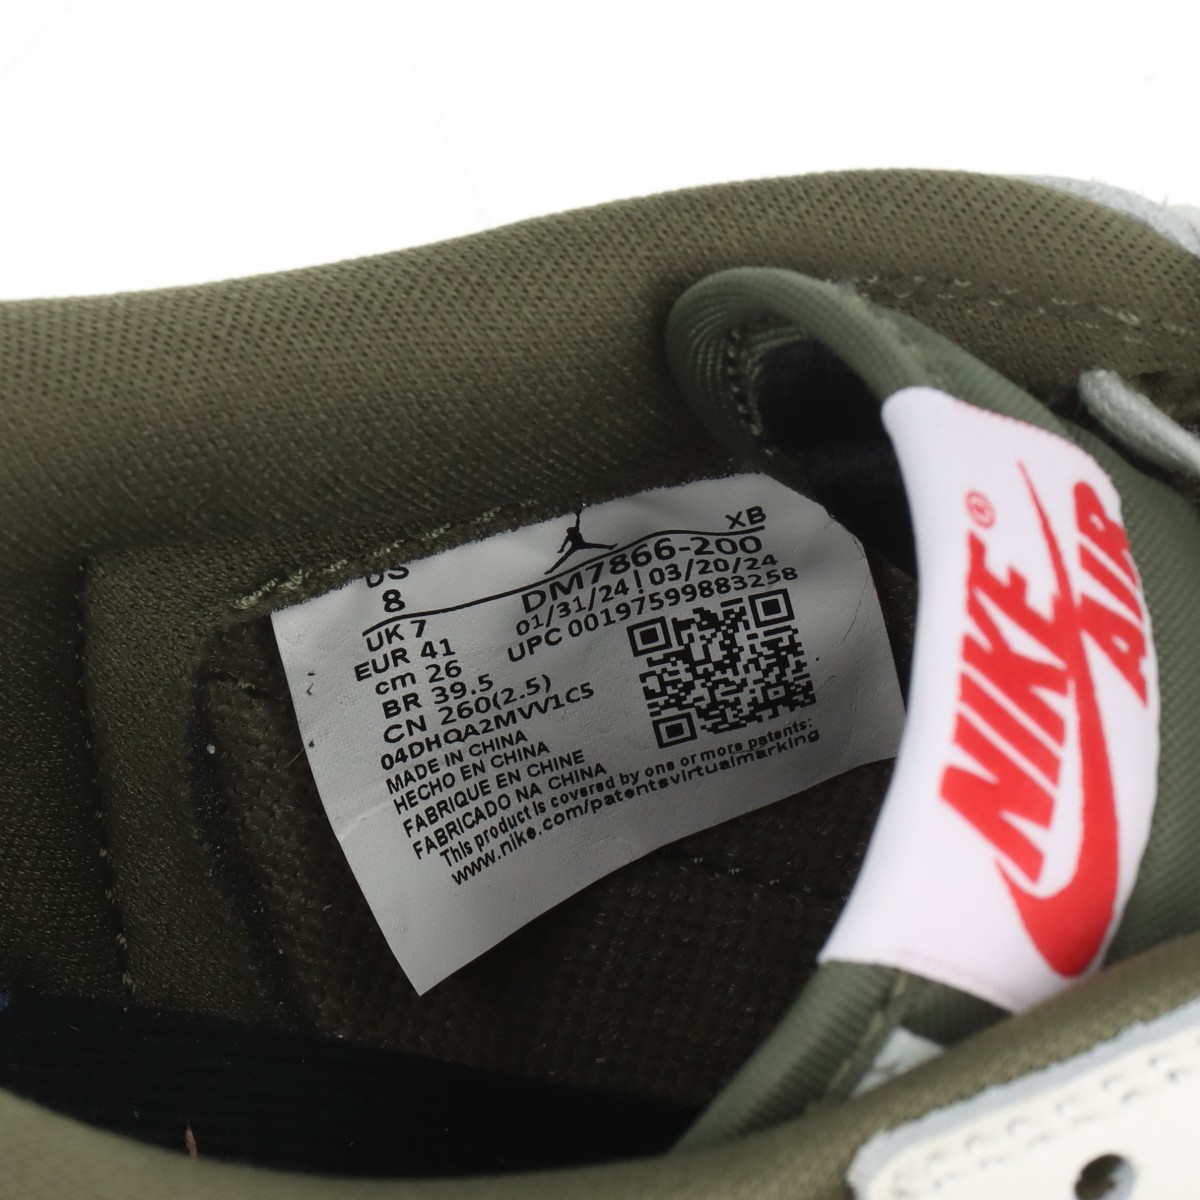 US
8
XB
DM7866-200
01/31/24 | 03/20/24
UPC 00197599883258
UK 7
EUR 41
cm 26
BR 39.5
CN 260(2.5)
04DHQA2MVV1C5
MADE IN CHINA
HECHO EN CHINA
FABRIQUE EN CHINE
FABRICADO NA CHINA
This product is covered by one or more patents:
www.nike.com/patentsvirtualmarking
NIKE®
AIR